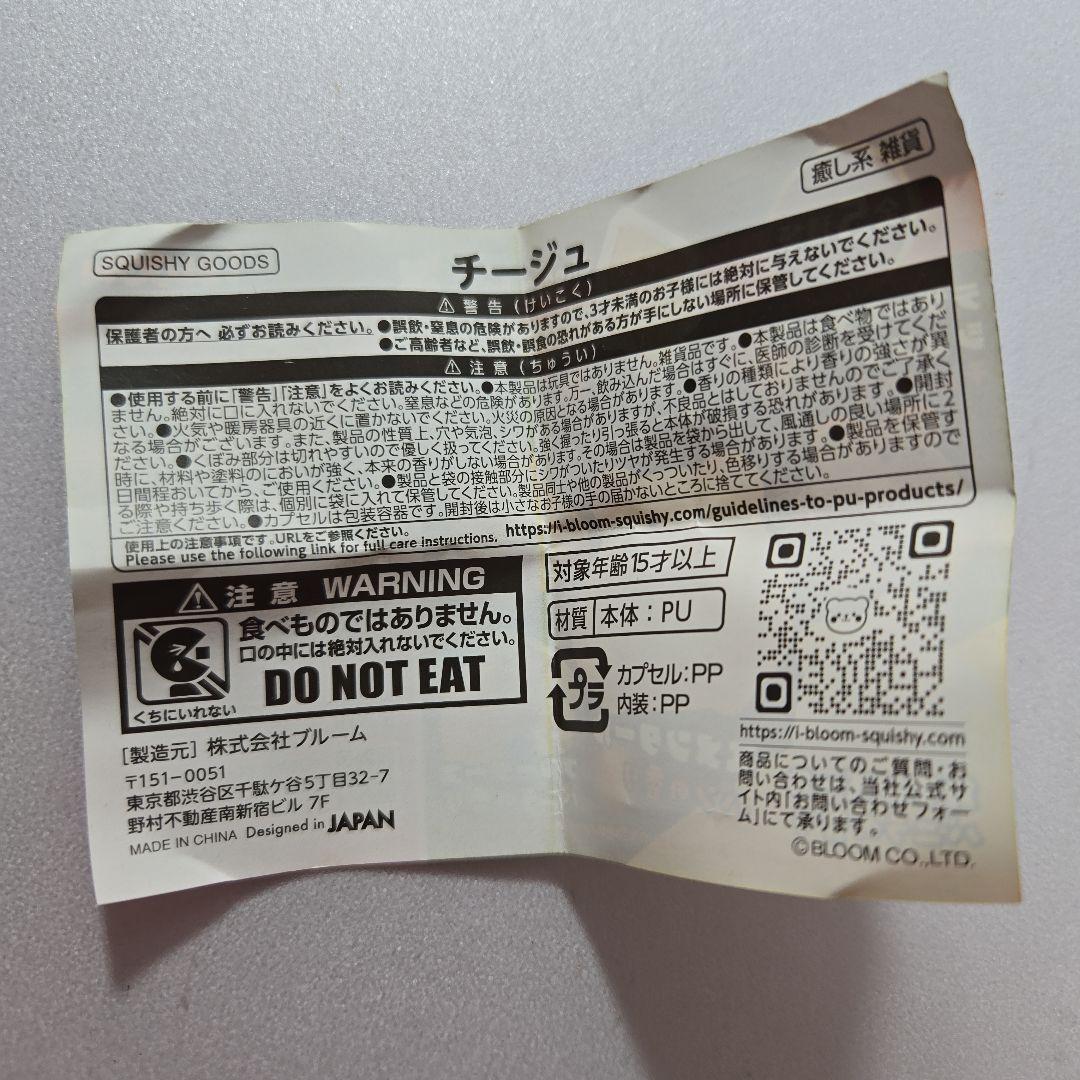 癒し系 雑貨
SQUISHY GOODS
チージュ
⚠ 警告 (けいこく)
保護者の方へ 必ずお読みください。●誤飲・窒息の危険がありますので、3才未満のお子様には絶対に与えないでください。
●ご高齢者など、誤飲・誤食の恐れがある方が手にしない場所に保管してください。
⚠ 注意 (ちゅうい)
●使用する前に「警告」「注意」をよくお読みください。●本製品は玩具ではありません。雑貨品です。●本製品は食べ物ではあり
ません。絶対に口に入れないでください。窒息などの危険があります。万一、飲み込んだ場合はすぐに、医師の診断を受けてくだ
さい。●火気や暖房器具の近くに置かないでください。火災の原因となる場合があります。●香りの種類により香りの強さが異
なる場合がございます。また、製品の性質上、穴や気泡、シワがある場合がありますが、不良品とはしておりませんのでご了承く
ださい。●くぼみ部分は切れやすいので優しく扱ってください。強く握ったり引っ張ると本体が破損する恐れがあります。●開封
時に、材料や塗料のにおいが強く、本来の香りがしない場合があります。その場合は製品を袋から出して、風通しの良い場所に2
日間程おいてから、ご使用ください。●製品と袋の接触部分にシワがついたりツヤが発生する場合があります。●製品を保管す
る際や持ち歩く際は、個別に袋に入れて保管してください。製品同士や他の製品がくっついたり、色移りする場合がありますので
ご注意ください。●カプセルは包装容器です。開封後は小さなお子様の手の届かないところに捨ててください。
使用上の注意事項です。URLをご参照ください。
Please use the following link for full care instructions. https://i-bloom-squishy.com/guidelines-to-pu-products/
⚠ 注意 WARNING
食べものではありません。
口の中には絶対入れないでください。
DO NOT EAT
くちにいれない
対象年齢15才以上
材質 本体:PU
プラ
カプセル:PP
内装:PP
[製造元] 株式会社ブルーム
〒151-0051
東京都渋谷区千駄ケ谷5丁目32-7
野村不動産南新宿ビル 7F
MADE IN CHINA Designed in JAPAN
https://i-bloom-squishy.com
商品についてのご質問・お
問い合わせは、当社公式サ
イト内「お問い合わせフォー
ム」にて承ります。
©BLOOM CO.,LTD.